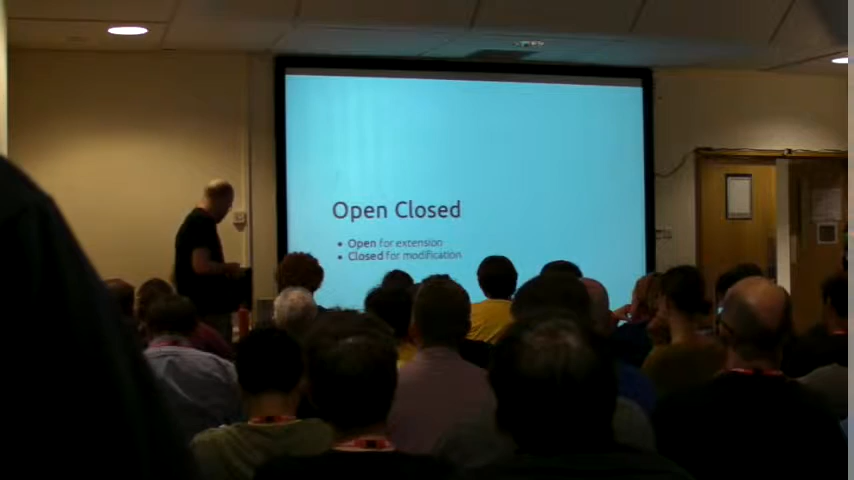 Open Closed
• Open for extension
• Closed for modification